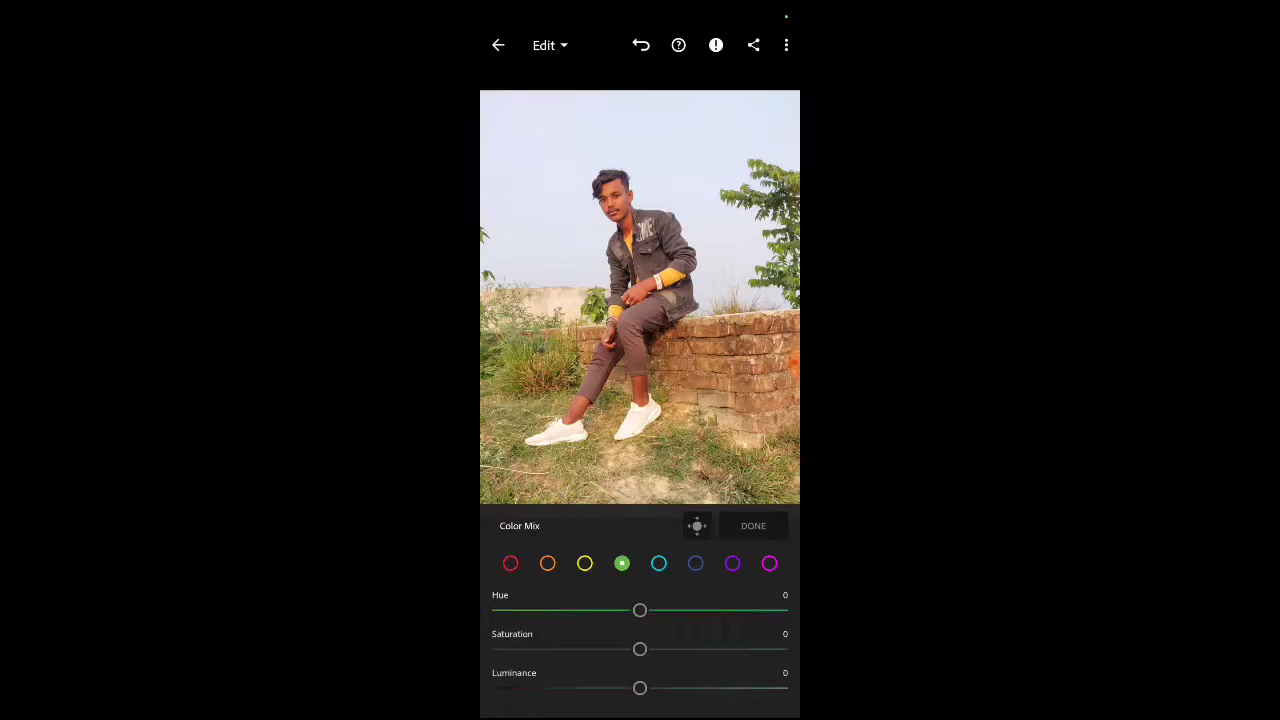 Edit
Color Mix
DONE
Hue 0
Saturation 0
Luminance 0